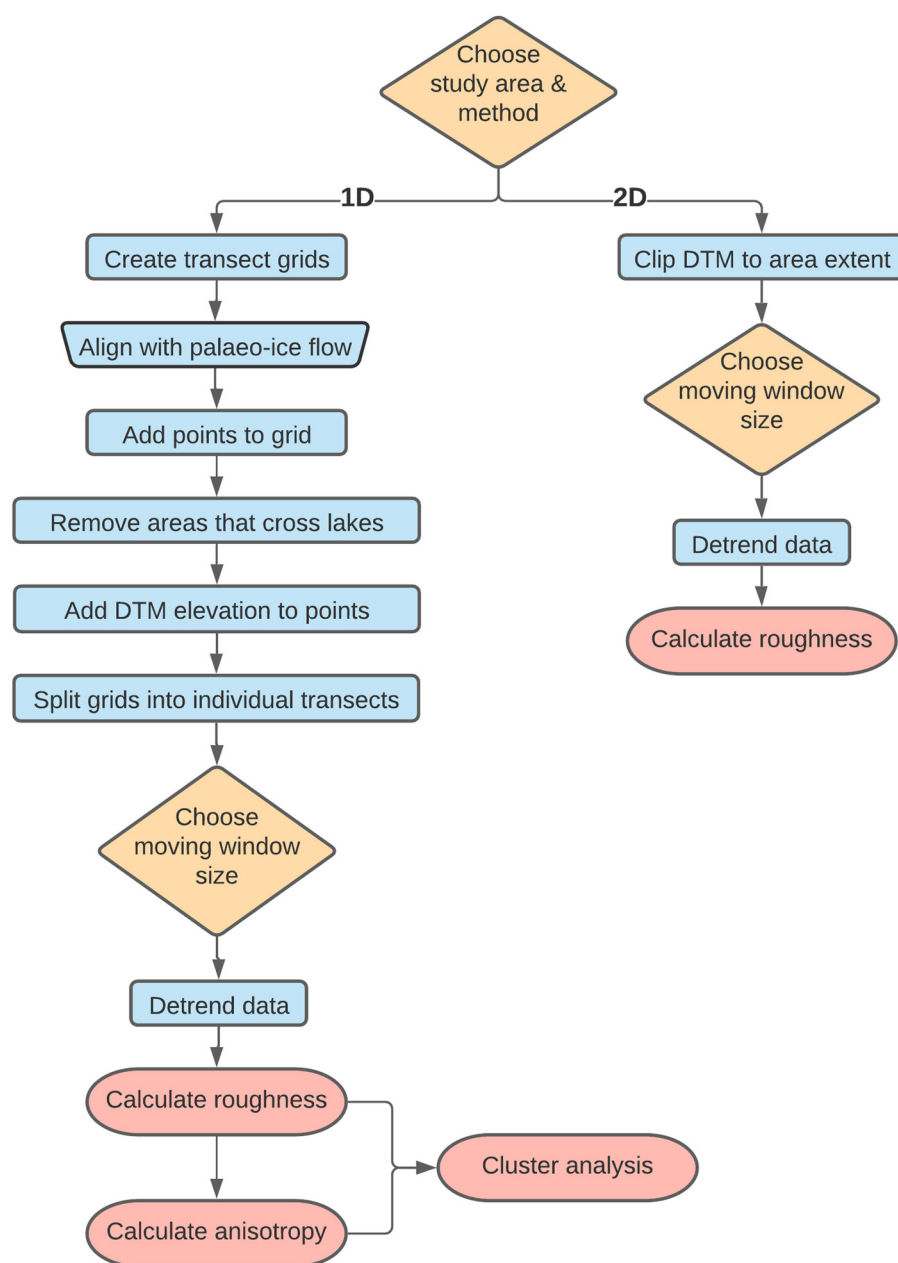 Choose
study area &
method
1D
2D
Create transect grids
Clip DTM to area extent
Align with palaeo-ice flow
Choose
moving window
size
Add points to grid
Remove areas that cross lakes
Detrend data
Add DTM elevation to points
Calculate roughness
Split grids into individual transects
Choose
moving window
size
Detrend data
Calculate roughness
Cluster analysis
Calculate anisotropy